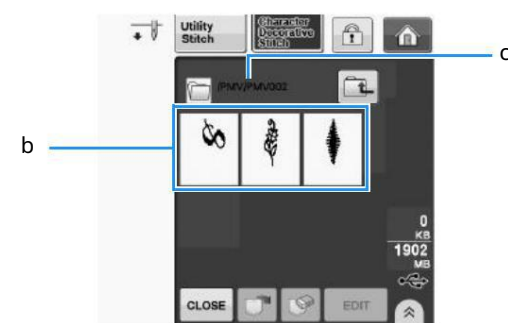 Utility
Stitch
Character
Decorative
Stitch
c
/PMV/PMV002
b
0
KB
1902
MB
CLOSE
EDIT